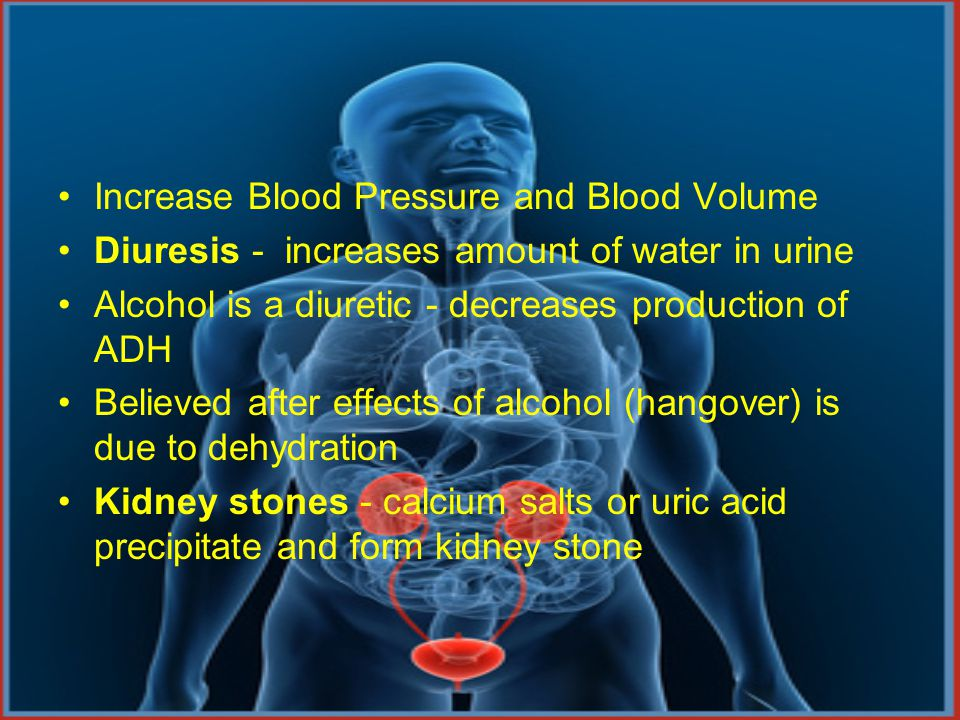 • Increase Blood Pressure and Blood Volume
• Diuresis -  increases amount of water in urine
• Alcohol is a diuretic - decreases production of
ADH
• Believed after effects of alcohol (hangover) is
due to dehydration
• Kidney stones - calcium salts or uric acid
precipitate and form kidney stone